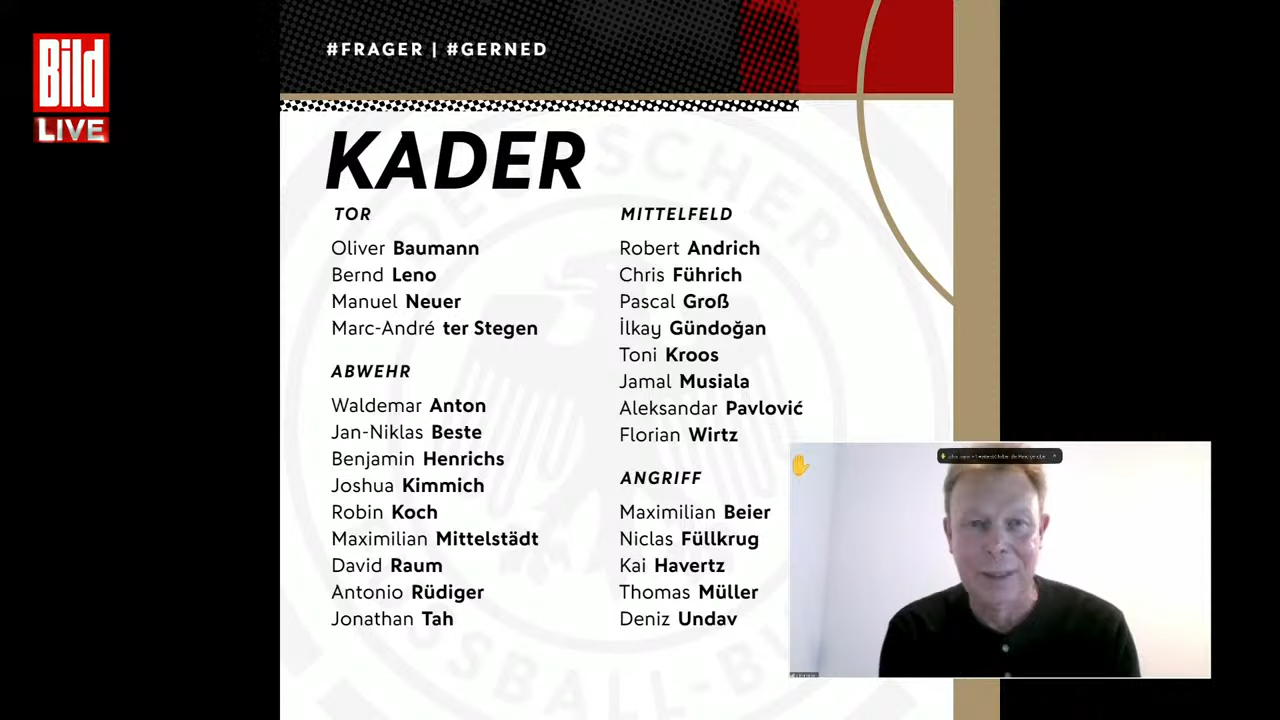 Bild
LIVE
#FRAGER | #GERNED
KADER
TOR
Oliver Baumann
Bernd Leno
Manuel Neuer
Marc-André ter Stegen
ABWEHR
Waldemar Anton
Jan-Niklas Beste
Benjamin Henrichs
Joshua Kimmich
Robin Koch
Maximilian Mittelstädt
David Raum
Antonio Rüdiger
Jonathan Tah
MITTELFELD
Robert Andrich
Chris Führich
Pascal Groß
İlkay Gündoğan
Toni Kroos
Jamal Musiala
Aleksandar Pavlović
Florian Wirtz
ANGRIFF
Maximilian Beier
Niclas Füllkrug
Kai Havertz
Thomas Müller
Deniz Undav